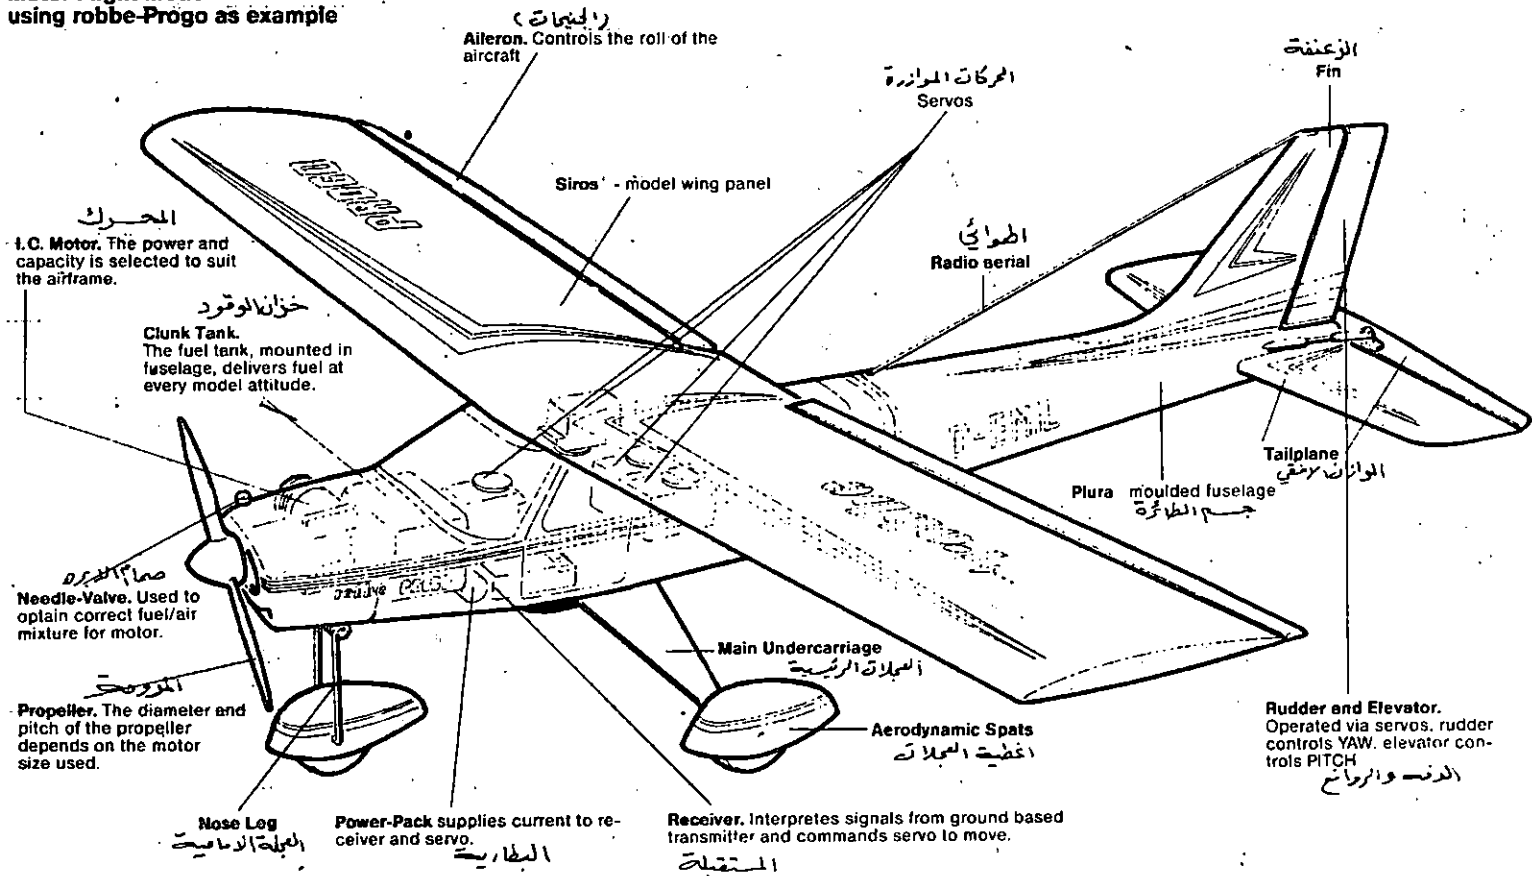 using robbe-Progo as example
(الجنيحات)
Aileron. Controls the roll of the
aircraft
الحركات الموازرة
Servos
الزعنفة
Fin
Siros' - model wing panel
المحرك
I.C. Motor. The power and
capacity is selected to suit
the airframe.
الهوائي
Radio aerial
خزان الوقود
Clunk Tank.
The fuel tank, mounted in
fuselage, delivers fuel at
every model attitude.
Tailplane
الموازن الافقي
Plura moulded fuselage
جسم الطائرة
صمام الابره
Needle-Valve. Used to
optain correct fuel/air
mixture for motor.
المروحة
Propeller. The diameter and
pitch of the propeller
depends on the motor
size used.
Main Undercarriage
العجلات الرئيسية
Aerodynamic Spats
اغطية العجلات
Rudder and Elevator.
Operated via servos, rudder
controls YAW, elevator con-
trols PITCH
الدفة والروافع
Nose Leg
العجلة الامامية
Power-Pack supplies current to re-
ceiver and servo.
البطارية
Receiver. Interpretes signals from ground based
transmitter and commands servo to move.
المستقبلة